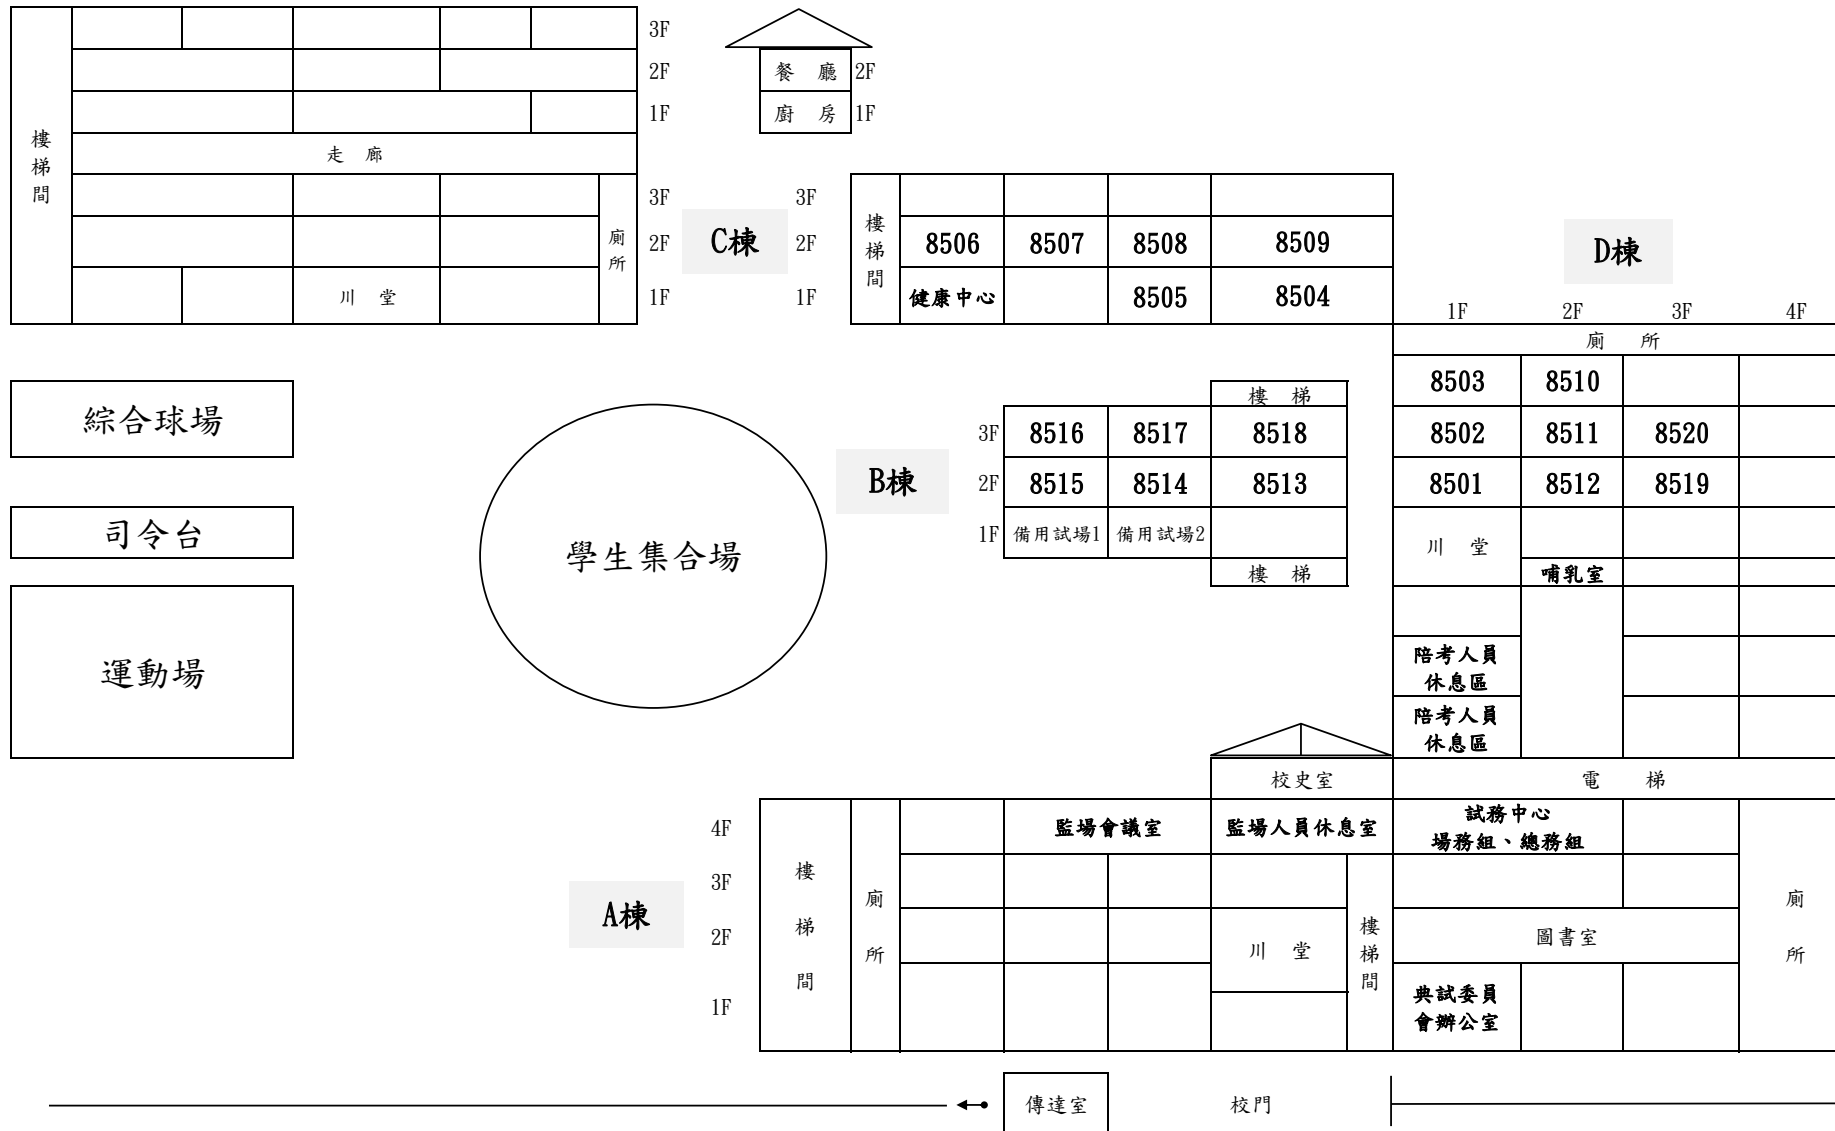 3F
2F
1F
樓梯間
走 廊
川 堂
廁所
3F
2F
1F
餐 廳 2F
廚 房 1F
C棟
3F
2F
1F
樓梯間
8506 8507 8508 8509
健康中心 8505 8504
D棟
1F 2F 3F 4F
廁 所
8503 8510
8502 8511 8520
8501 8512 8519
川 堂
哺乳室
陪考人員
休息區
陪考人員
休息區
電 梯
綜合球場
司令台
運動場
學生集合場
B棟
樓 梯
3F 8516 8517 8518
2F 8515 8514 8513
1F 備用試場1 備用試場2
樓 梯
校史室
A棟
4F
3F
2F
1F
樓梯間
廁所
監場會議室
監場人員休息室
試務中心
場務組、總務組
川 堂
樓梯間
圖書室
典試委員
會辦公室
廁所
傳達室
校門